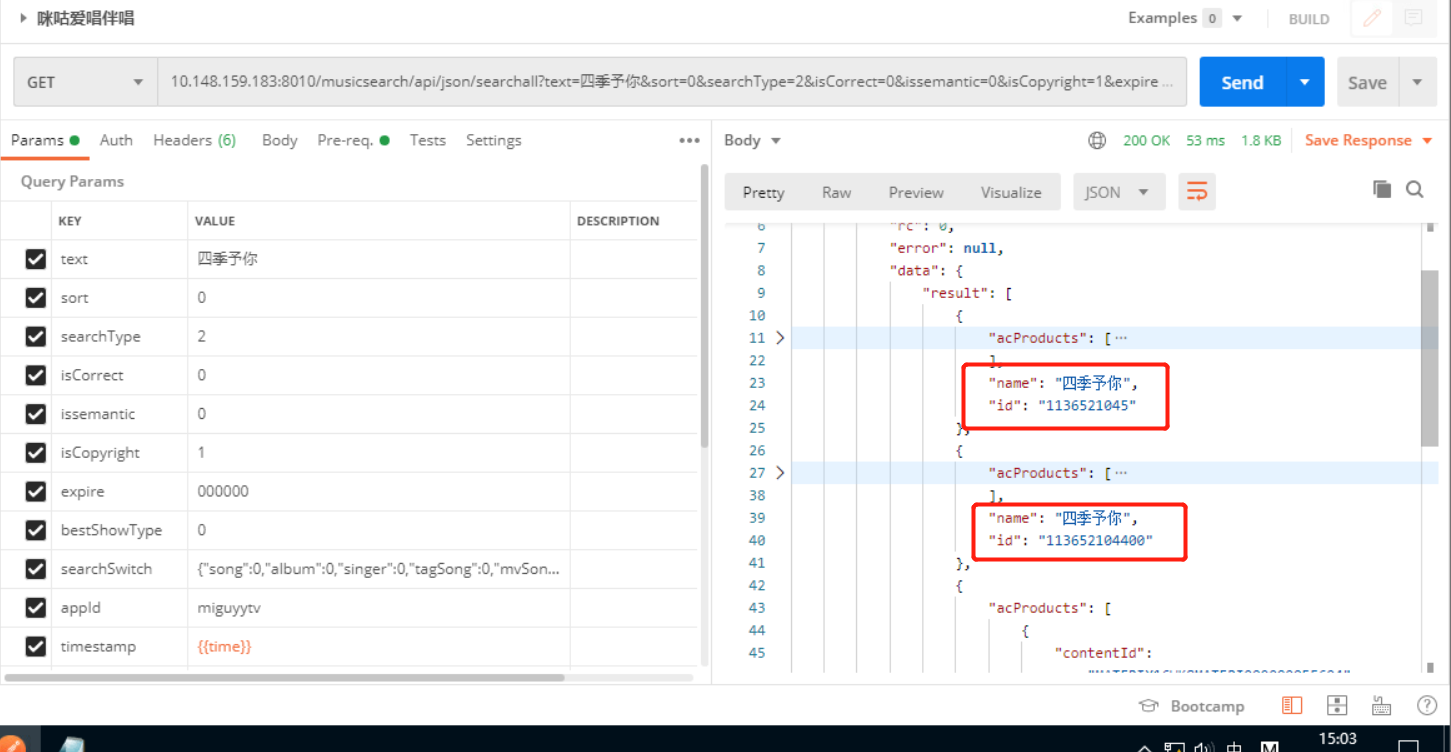 咪咕爱唱伴唱
Examples 0
BUILD
GET
10.148.159.183:8010/musicsearch/api/json/searchall?text=四季予你&sort=0&searchType=2&isCorrect=0&issemantic=0&isCopyright=1&expire ...
Send
Save
Params Auth Headers (6) Body Pre-req. Tests Settings
Query Params
KEY VALUE DESCRIPTION
text 四季予你
sort 0
searchType 2
isCorrect 0
issemantic 0
isCopyright 1
expire 000000
bestShowType 0
searchSwitch {"song":0,"album":0,"singer":0,"tagSong":0,"mvSon...
appId miguyytv
timestamp {{time}}
Body 200 OK 53 ms 1.8 KB Save Response
Pretty Raw Preview Visualize JSON
6 "rc": 0,
7 "error": null,
8 "data": {
9 "result": [
10 {
11 "acProducts": [...
22 ],
23 "name": "四季予你",
24 "id": "1136521045"
25 },
26 {
27 "acProducts": [...
38 ],
39 "name": "四季予你",
40 "id": "113652104400"
41 },
42 {
43 "acProducts": [
44 {
45 "contentId":
Bootcamp
中 M 15:03